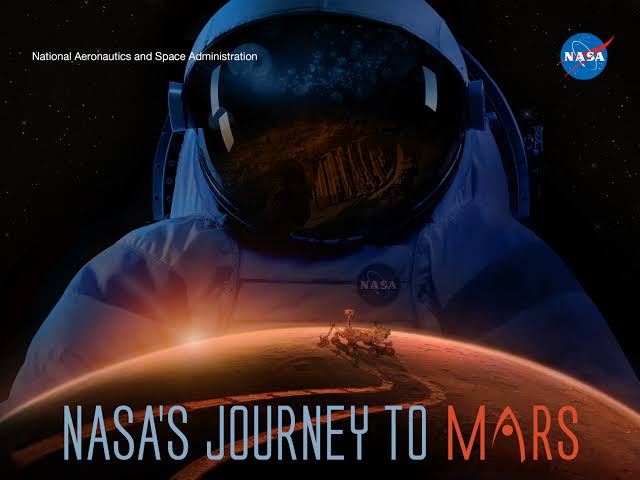 National Aeronautics and Space Administration
NASA
NASA
NASA'S JOURNEY TO MARS